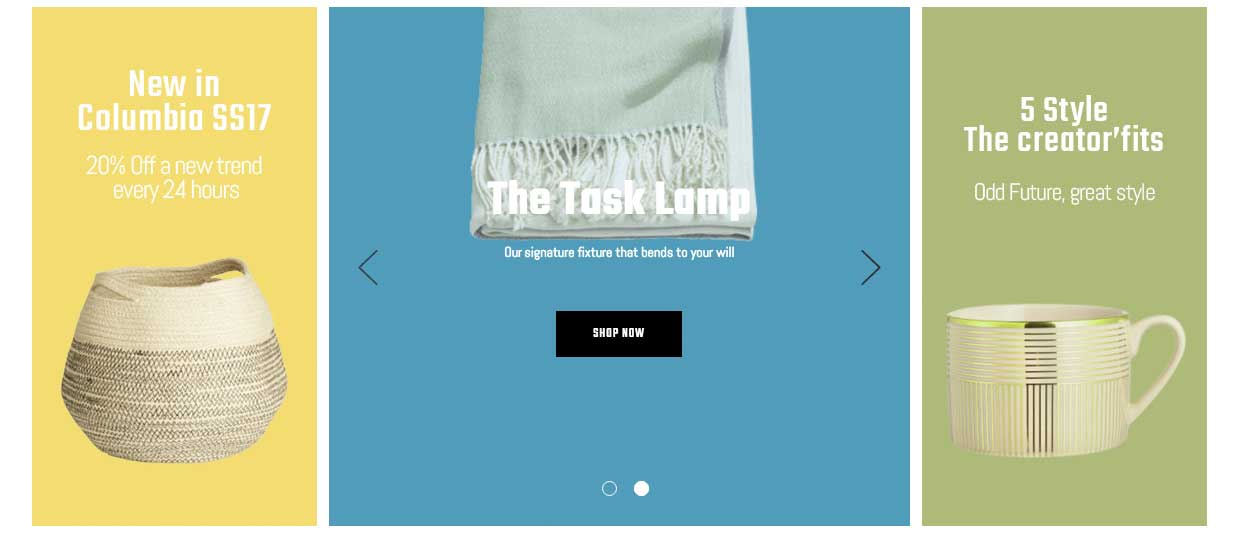 New in
Columbia SS17
20% Off a new trend
every 24 hours
The Task Lamp
Our signature fixture that bends to your will
SHOP NOW
5 Style
The creator’fits
Odd Future, great style